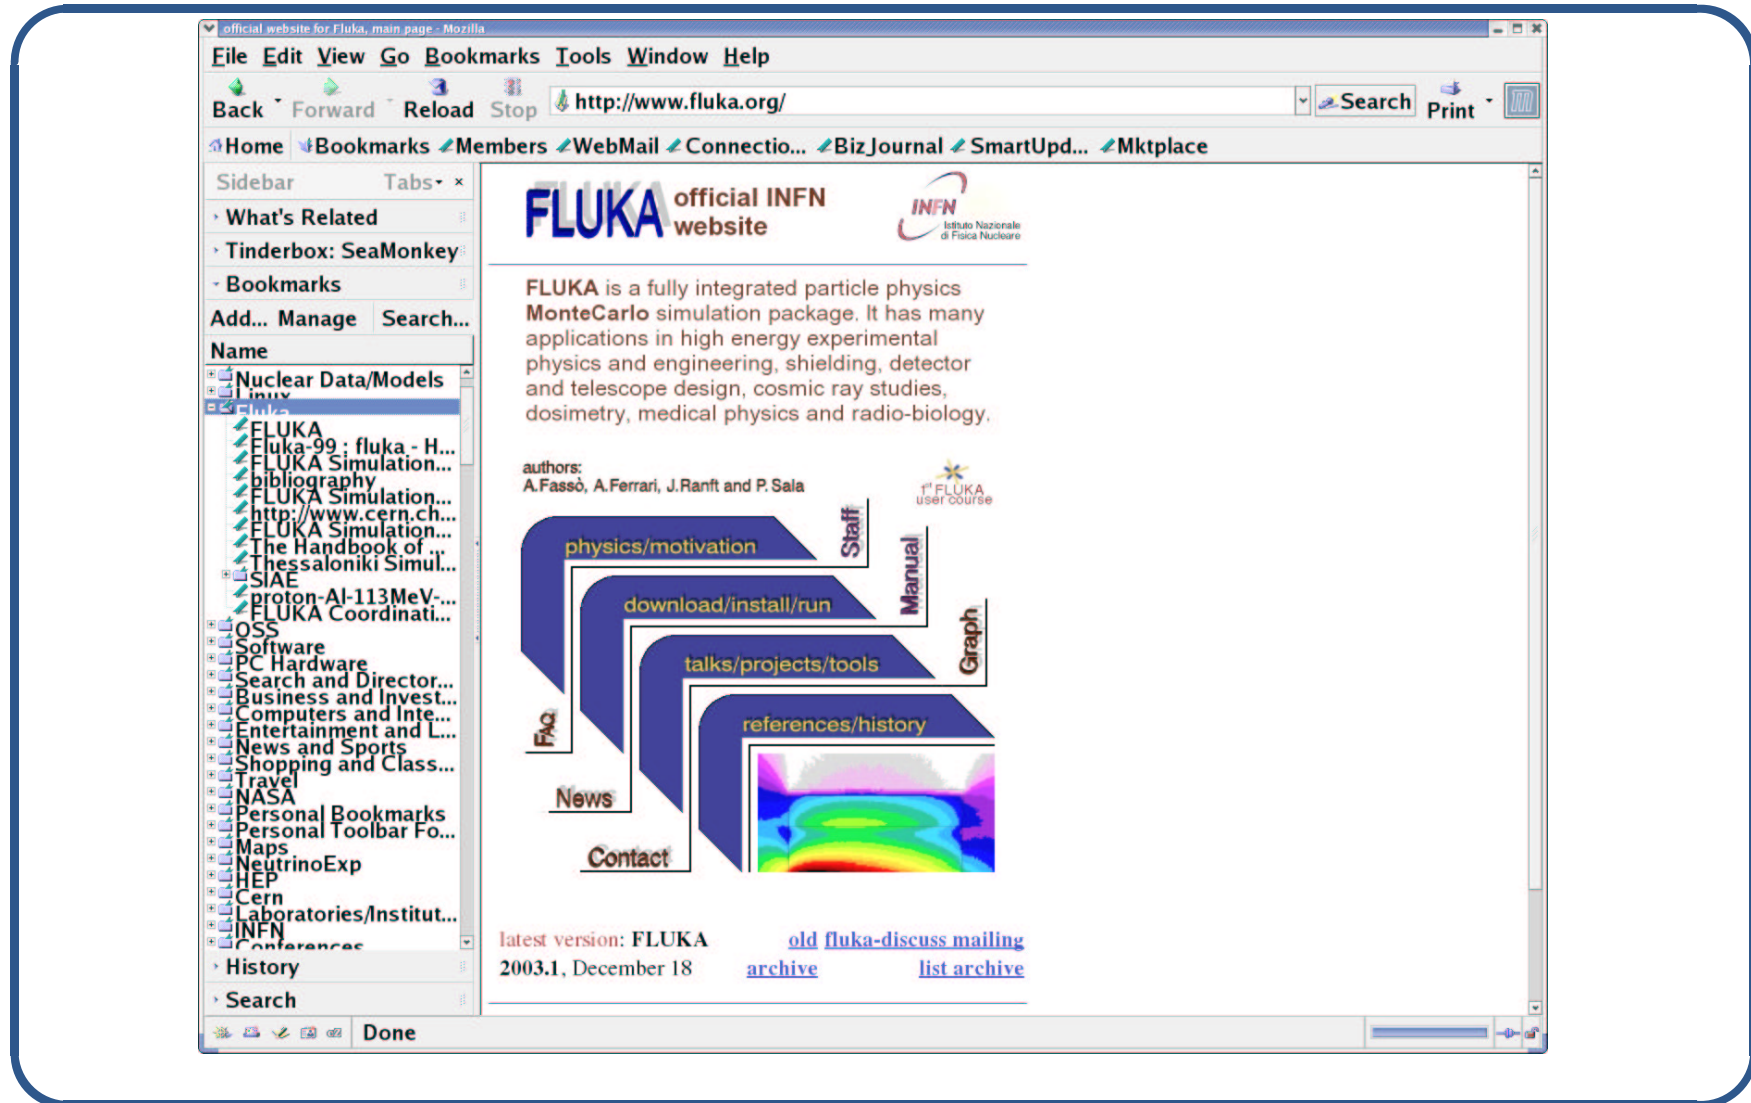 official website for Fluka, main page - Mozilla
File Edit View Go Bookmarks Tools Window Help
Back Forward Reload Stop http://www.fluka.org/ Search Print
Home Bookmarks Members WebMail Connectio... BizJournal SmartUpd... Mktplace
Sidebar Tabs
What's Related
Tinderbox: SeaMonkey
Bookmarks
Add... Manage Search...
Name
Nuclear Data/Models
Linux
Fluka
FLUKA
Fluka-99 : fluka - H...
FLUKA Simulation...
bibliography
FLUKA Simulation...
http://www.cern.ch...
FLUKA Simulation...
The Handbook of ...
Thessaloniki Simul...
SIAE
proton-Al-113MeV-...
FLUKA Coordinati...
OSS
Software
PC Hardware
Search and Director...
Business and Invest...
Computers and Inte...
Entertainment and L...
News and Sports
Shopping and Class...
Travel
NASA
Personal Bookmarks
Personal Toolbar Fo...
Maps
NeutrinoExp
HEP
Cern
Laboratories/Institut...
INFN
Conferences
History
Search
FLUKA official INFN
website
INFN
Istituto Nazionale
di Fisica Nucleare
FLUKA is a fully integrated particle physics
MonteCarlo simulation package. It has many
applications in high energy experimental
physics and engineering, shielding, detector
and telescope design, cosmic ray studies,
dosimetry, medical physics and radio-biology.
authors:
A.Fassò, A.Ferrari, J.Ranft and P.Sala
1st FLUKA
user course
physics/motivation
Staff
download/install/run
Manual
talks/projects/tools
Graph
references/history
FAQ
News
Contact
latest version: FLUKA
2003.1, December 18
old
archive
fluka-discuss mailing
list archive
Done